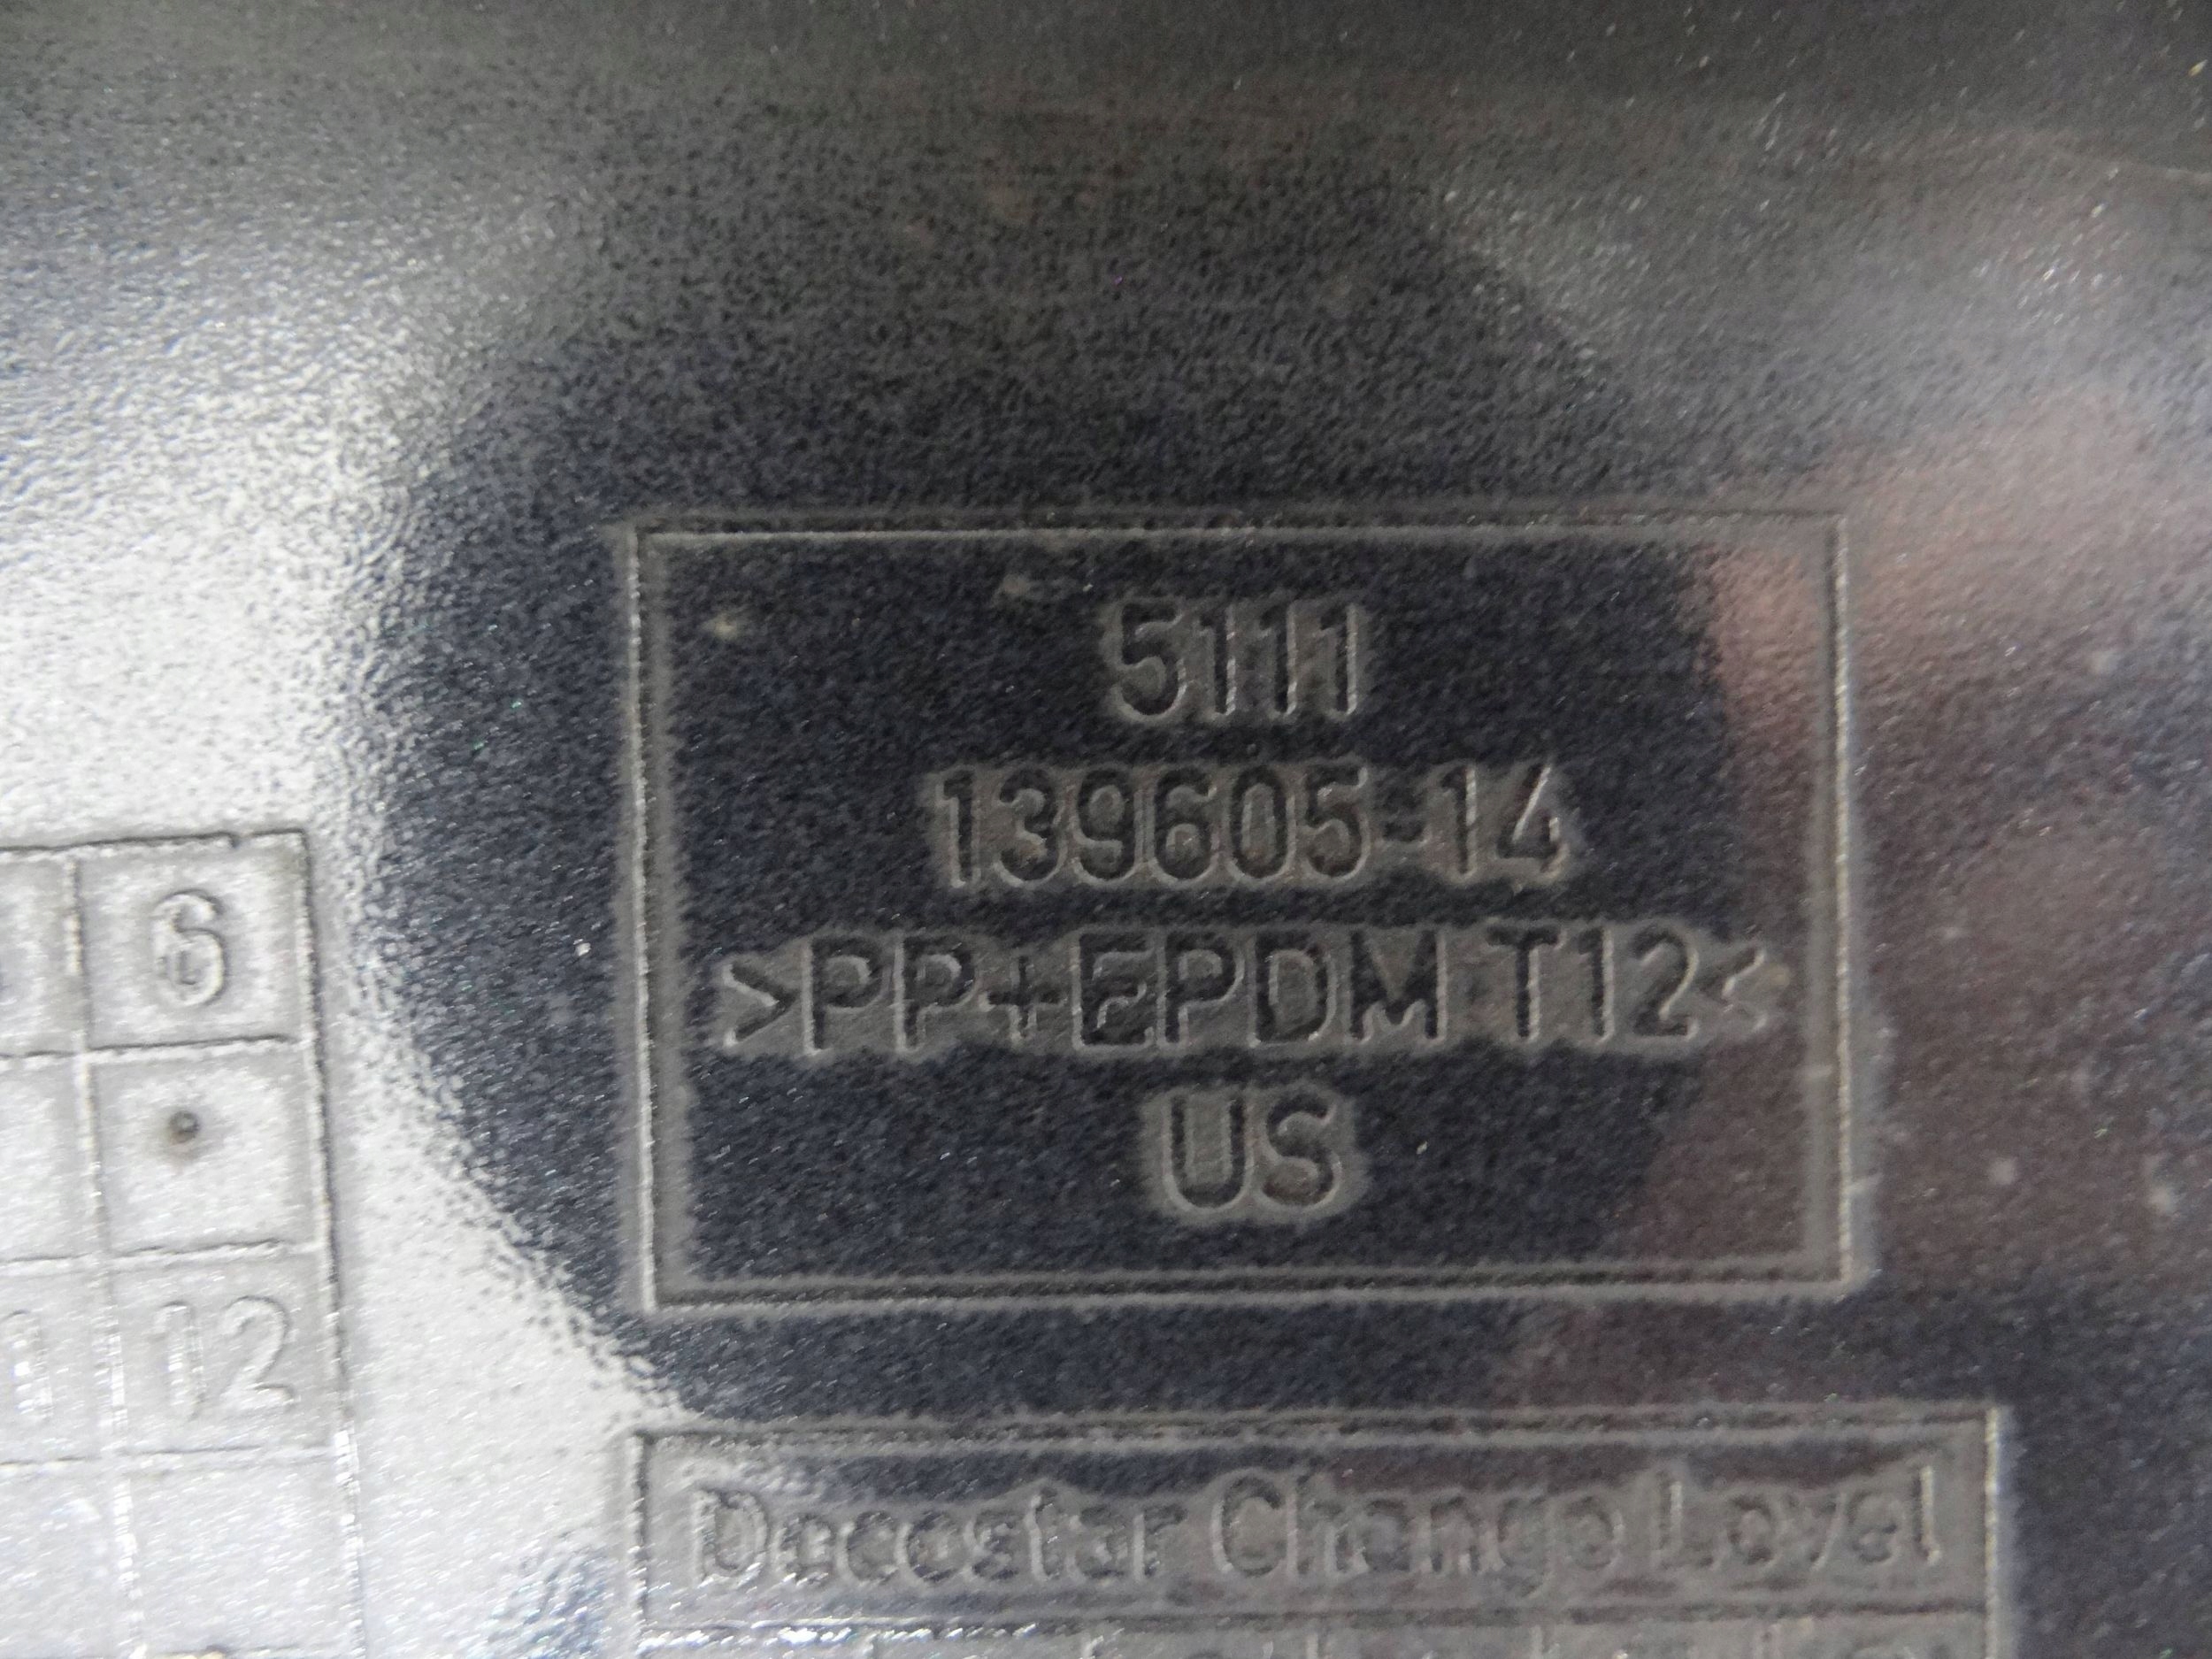 5111
139605-14
>PP+EPDM T12<
US
6
12
Decostar Change Level